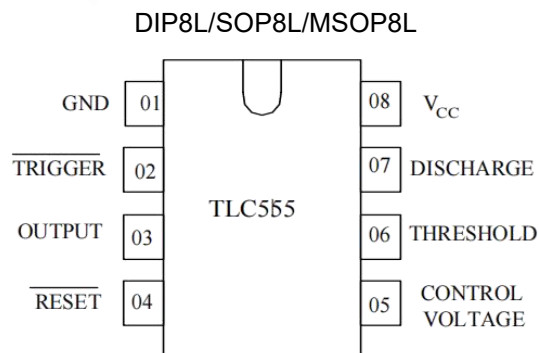 DIP8L/SOP8L/MSOP8L
GND 01
TRIGGER 02
OUTPUT 03
RESET 04
TLC555
08 VCC
07 DISCHARGE
06 THRESHOLD
05 CONTROL
VOLTAGE